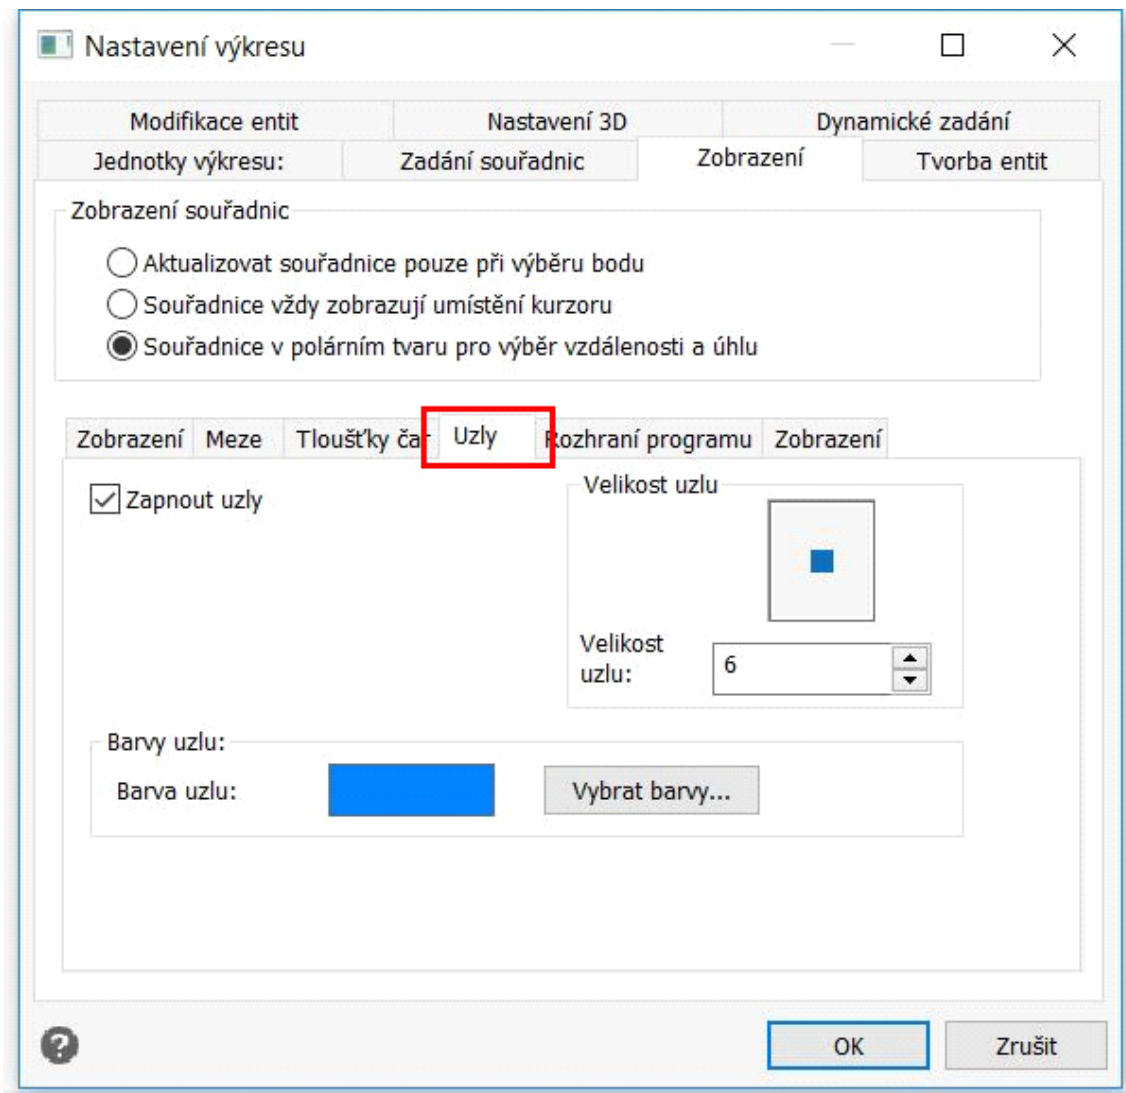 Nastavení výkresu
Modifikace entit Nastavení 3D Dynamické zadání
Jednotky výkresu: Zadání souřadnic Zobrazení Tvorba entit
Zobrazení souřadnic
Aktualizovat souřadnice pouze při výběru bodu
Souřadnice vždy zobrazují umístění kurzoru
Souřadnice v polárním tvaru pro výběr vzdálenosti a úhlu
Zobrazení Meze Tloušťky čar Uzly Rozhraní programu Zobrazení
Zapnout uzly
Velikost uzlu
Velikost
uzlu:
6
Barvy uzlu:
Barva uzlu:
Vybrat barvy...
?
OK Zrušit